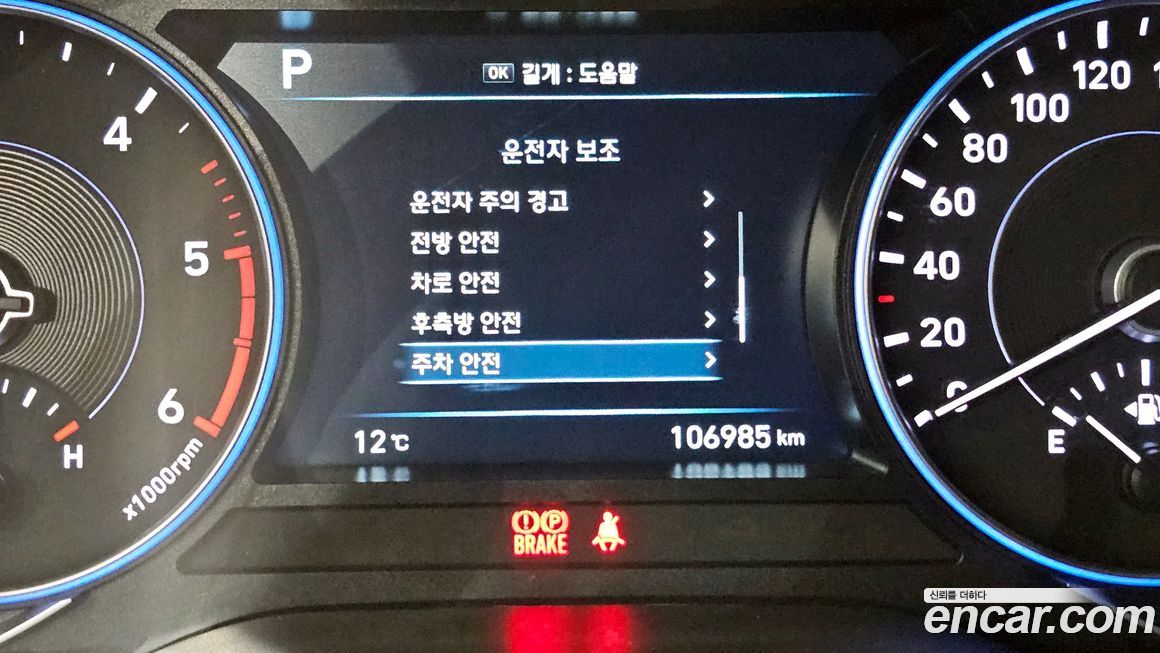 P
OK 길게 : 도움말
운전자 보조
운전자 주의 경고
전방 안전
차로 안전
후측방 안전
주차 안전
12℃
106985 km
4
5
6
x1000rpm
H
120
100
80
60
40
20
0
E
BRAKE
P
신뢰를 더하다
encar.com